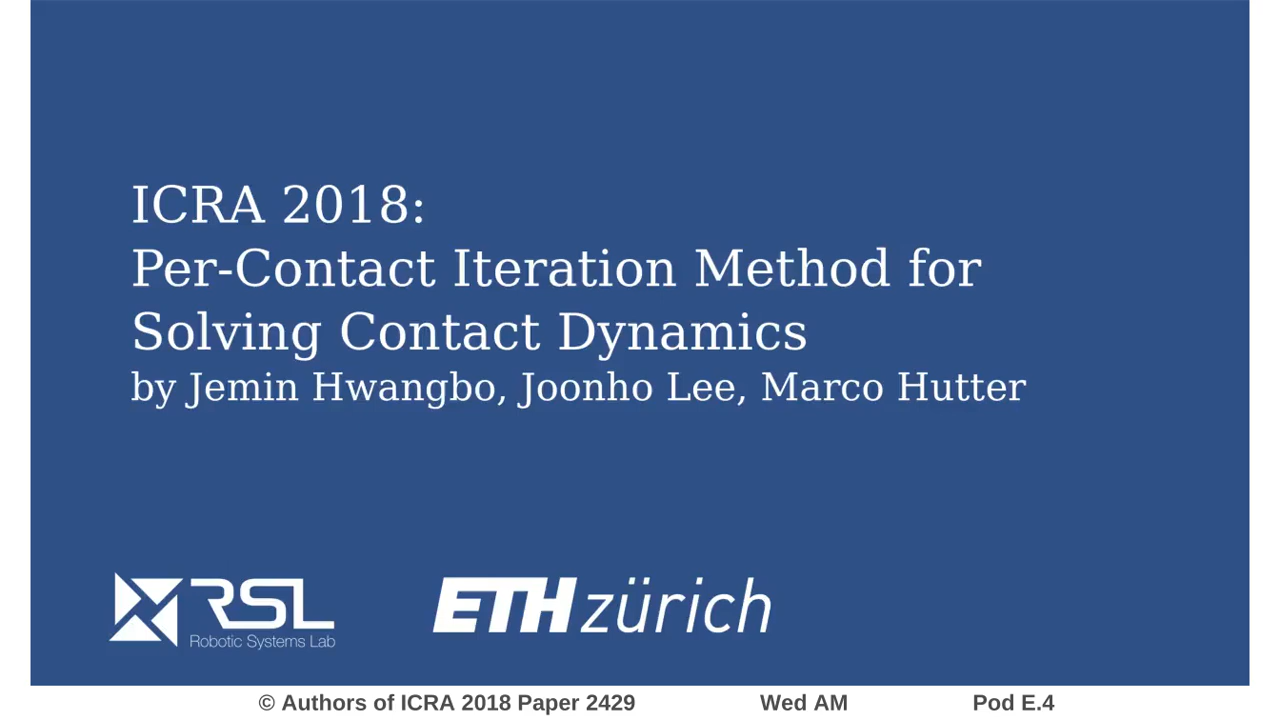 ICRA 2018:
Per-Contact Iteration Method for
Solving Contact Dynamics
by Jemin Hwangbo, Joonho Lee, Marco Hutter
RSL
Robotic Systems Lab
ETH zürich
© Authors of ICRA 2018 Paper 2429 Wed AM Pod E.4